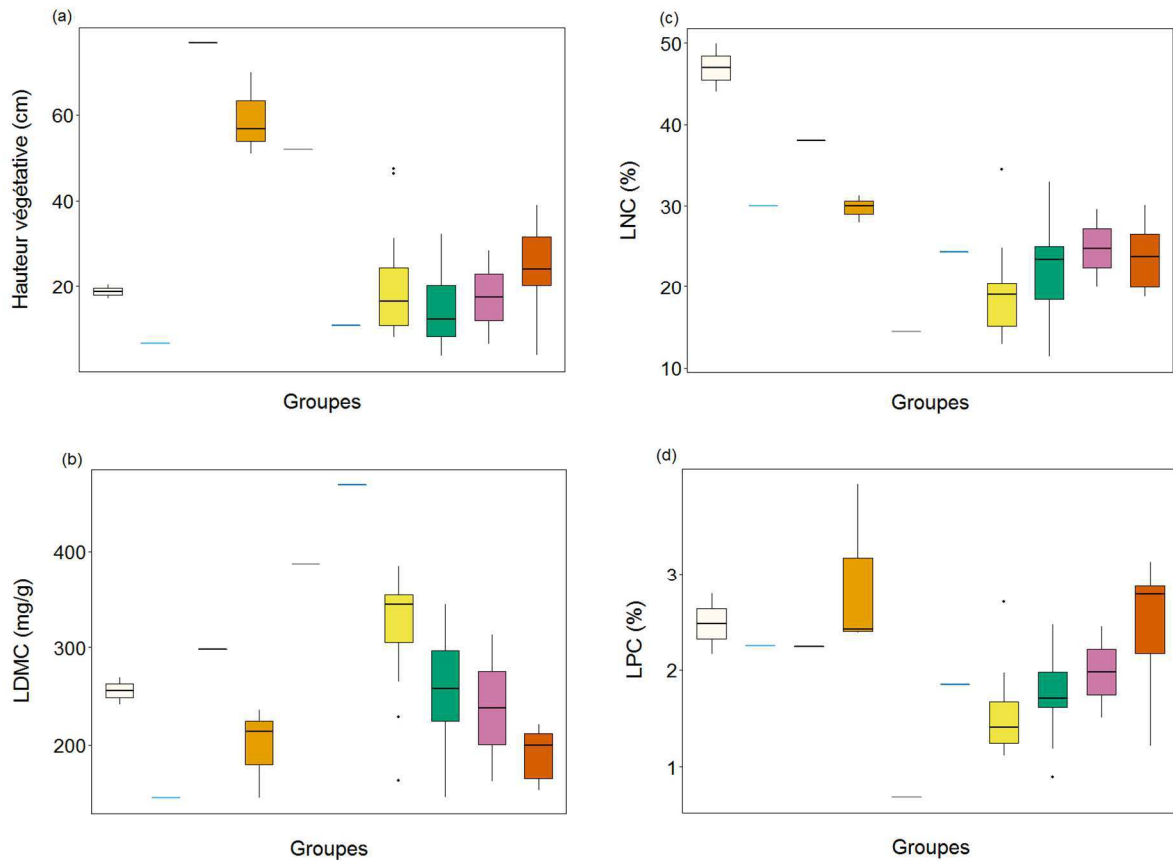 (a)
Hauteur végétative (cm)
60
40
20
Groupes
(c)
LNC (%)
50
40
30
20
10
Groupes
(b)
LDMC (mg/g)
400
300
200
Groupes
(d)
LPC (%)
3
2
1
Groupes